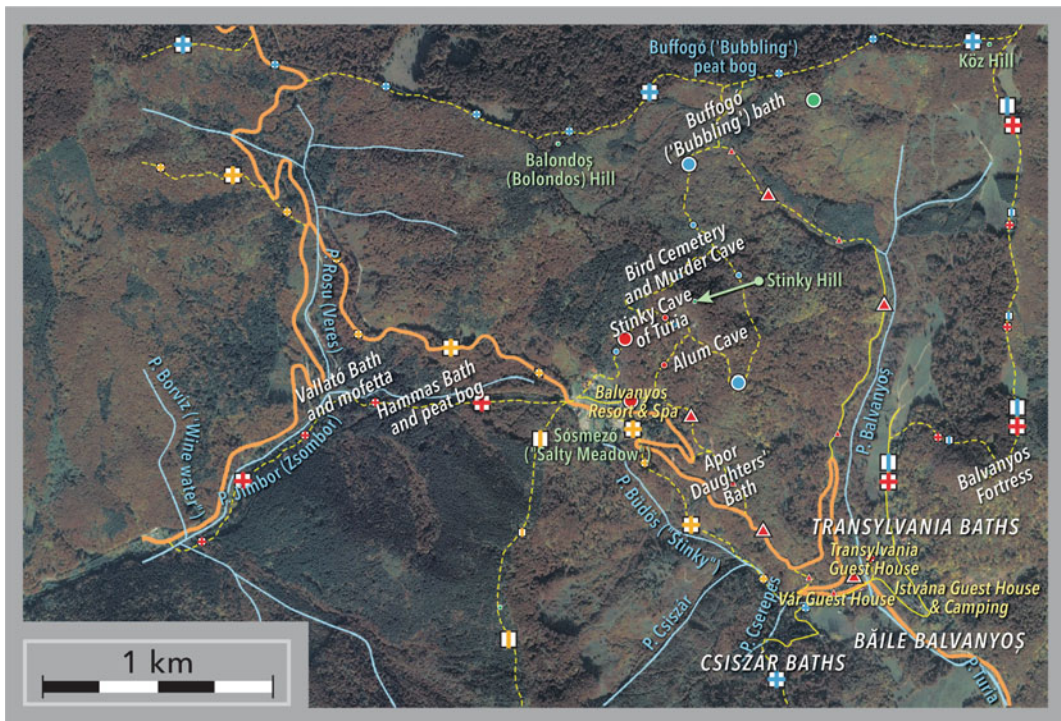 Buffogó ('Bubbling')
peat bog
Köz Hill
Buffogó
('Bubbling') bath
Balondoș
(Bolondos) Hill
Bird Cemetery
and Murder Cave
Stinky Hill
Stinky Cave
of Turia
Alum Cave
P. Roșu (Veres)
P. Borvíz ("Wine water")
Vallató Bath
and mofetta
Hammas Bath
and peat bog
Balvanyos
Resort & Spa
Sósmező
("Salty Meadow")
P. Jimbor (Zsombor)
P. Balvanyoș
Apor
Daughters'
Bath
Balvanyos
Fortress
P. Büdös ("Stinky")
TRANSYLVANIA BATHS
Transylvania
Guest House
Istvána Guest House
& Camping
Vár Guest House
P. Csiszár
P. Cserepes
BĂILE BALVANYOȘ
CSISZÁR BATHS
P. Turia
1 km